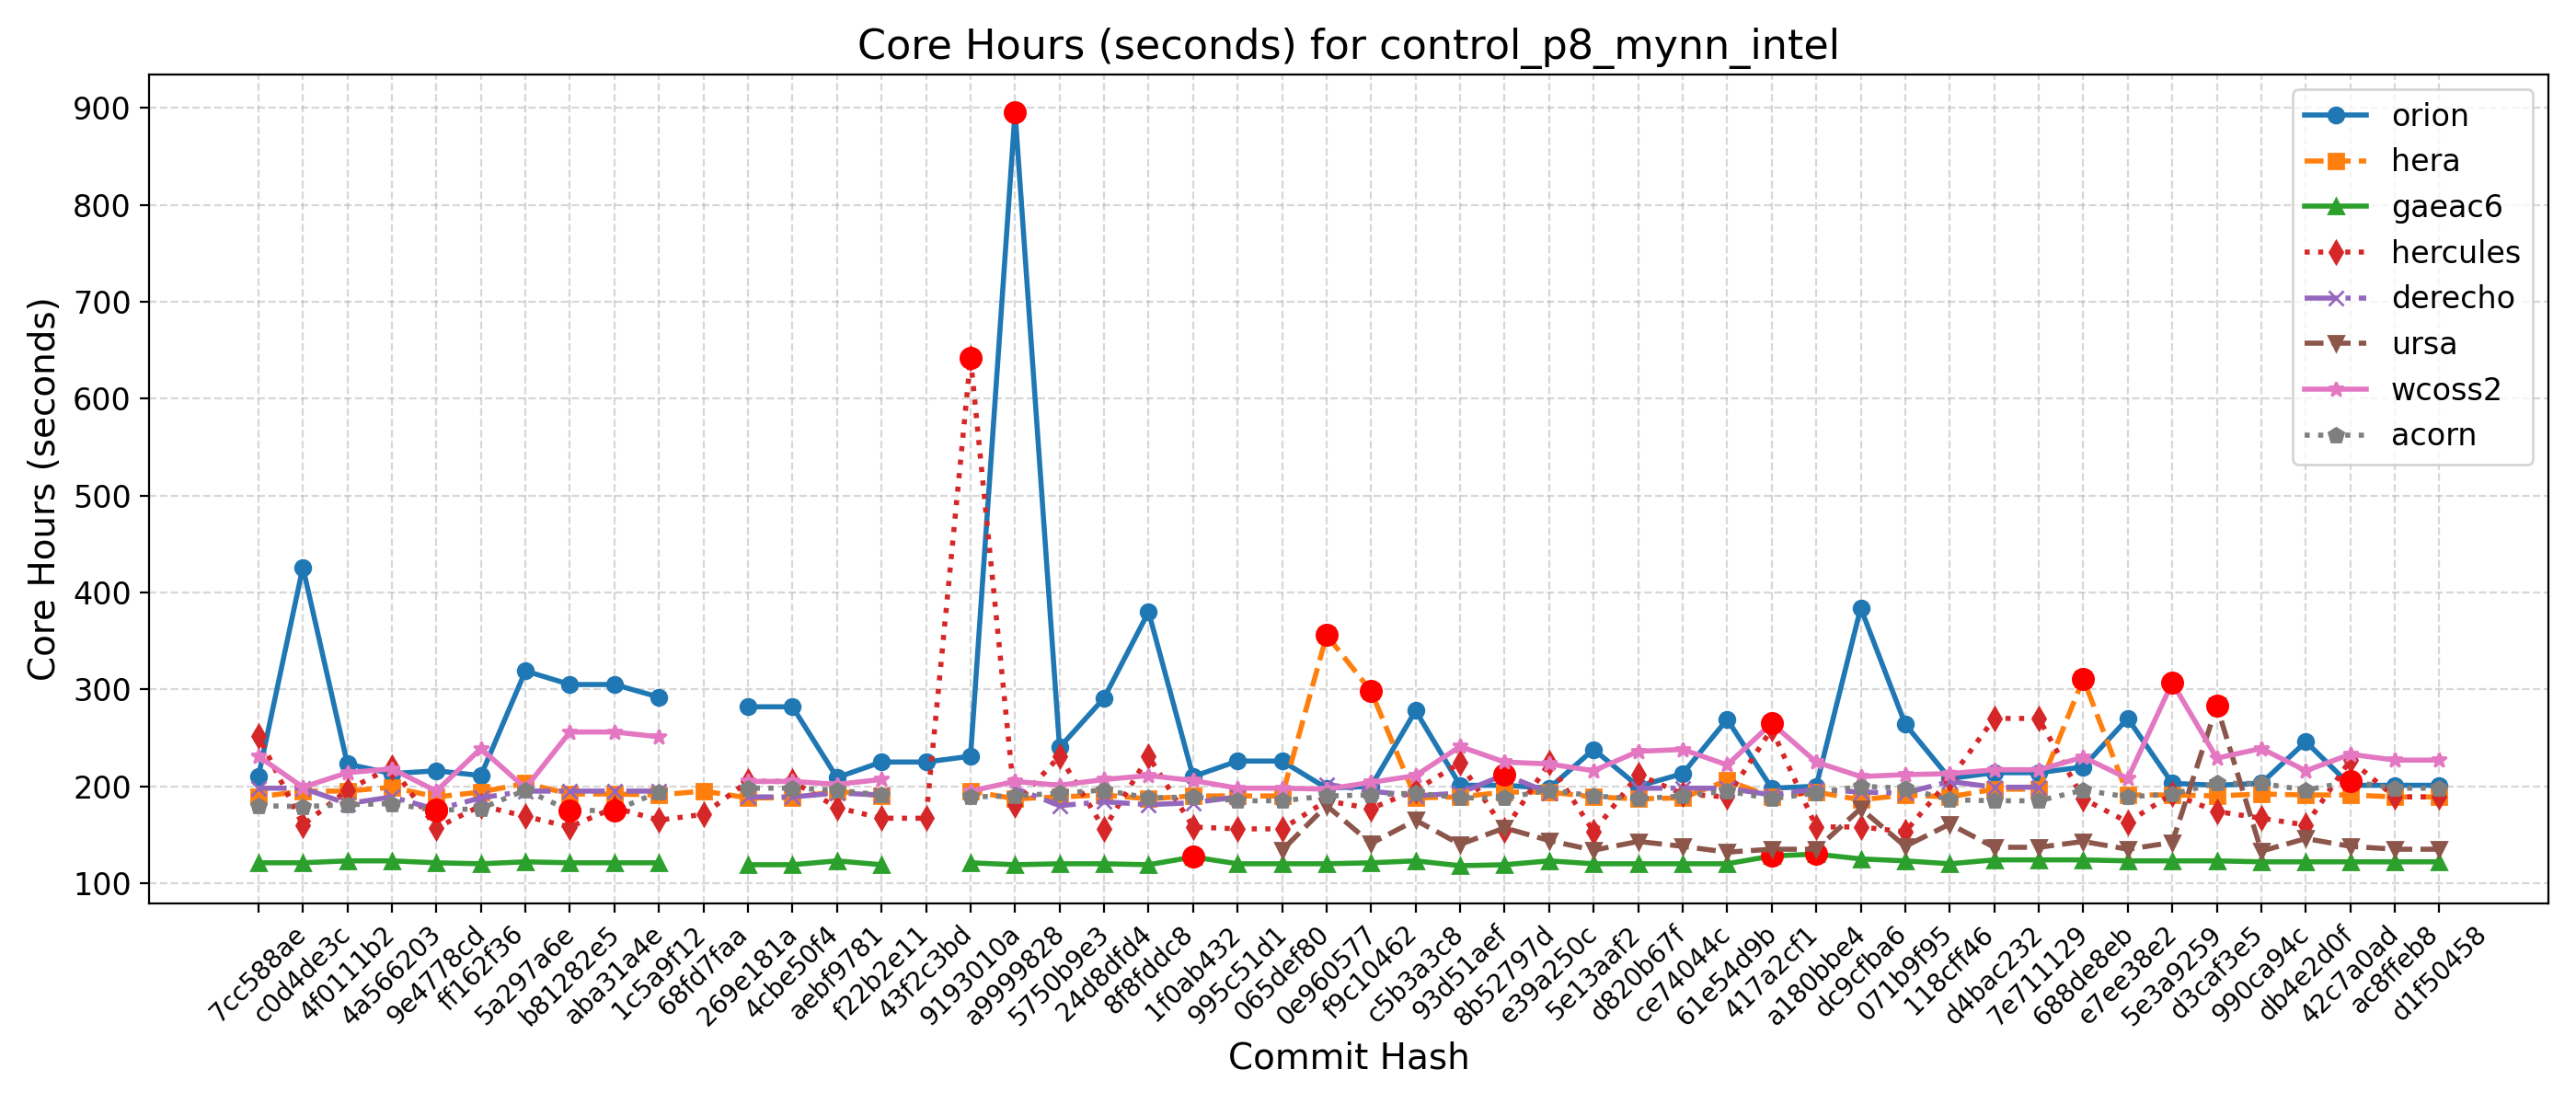 Core Hours (seconds) for control_p8_mynn_intel
Core Hours (seconds)
900
800
700
600
500
400
300
200
100
orion
hera
gaeac6
hercules
derecho
ursa
wcoss2
acorn
7cc588ae
c0d4de3c
4f0111b2
4a566203
9e4778cd
ff162f36
5a297a6e
b81282e5
aba31a4e
1c5a9f12
68fd7faa
269e181a
4cbe50f4
aebf9781
f22b2e11
43f2c3bd
9193010a
a9999828
5750b9e3
24d8dfd4
8f8fddc8
1f0ab432
995c51d1
065def80
0e960577
f9c10462
c5b3a3c8
93d51aef
8b52797d
e39a250c
5e13aaf2
d820b67f
ce74044c
61e54d9b
417a2cf1
a180bbe4
dc9cfba6
071b9f95
118cff46
d4bac232
7e711129
688de8eb
e7ee38e2
5e3a9259
d3caf3e5
990ca94c
db4e2d0f
42c7a0ad
ac8ffeb8
d1f50458
Commit Hash